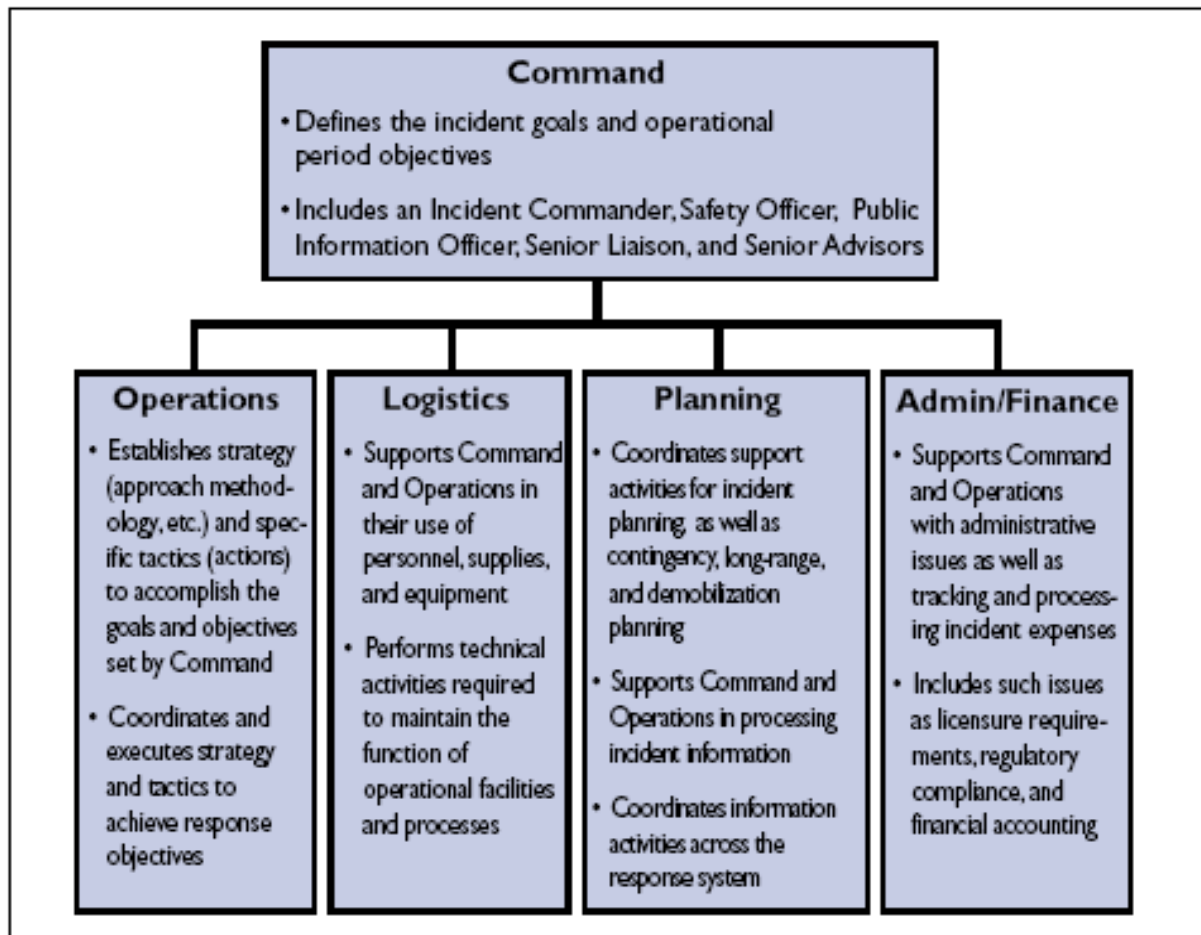 Command
• Defines the incident goals and operational
period objectives
• Includes an Incident Commander, Safety Officer, Public
Information Officer, Senior Liaison, and Senior Advisors
Operations
• Establishes strategy
(approach method-
ology, etc.) and spec-
ific tactics (actions)
to accomplish the
goals and objectives
set by Command
• Coordinates and
executes strategy
and tactics to
achieve response
objectives
Logistics
• Supports Command
and Operations in
their use of
personnel, supplies,
and equipment
• Performs technical
activities required
to maintain the
function of
operational facilities
and processes
Planning
• Coordinates support
activities for incident
planning, as well as
contingency, long-range,
and demobilization
planning
• Supports Command and
Operations in processing
incident information
• Coordinates information
activities across the
response system
Admin/Finance
• Supports Command
and Operations
with administrative
issues as well as
tracking and process-
ing incident expenses
• Includes such issues
as licensure require-
ments, regulatory
compliance, and
financial accounting